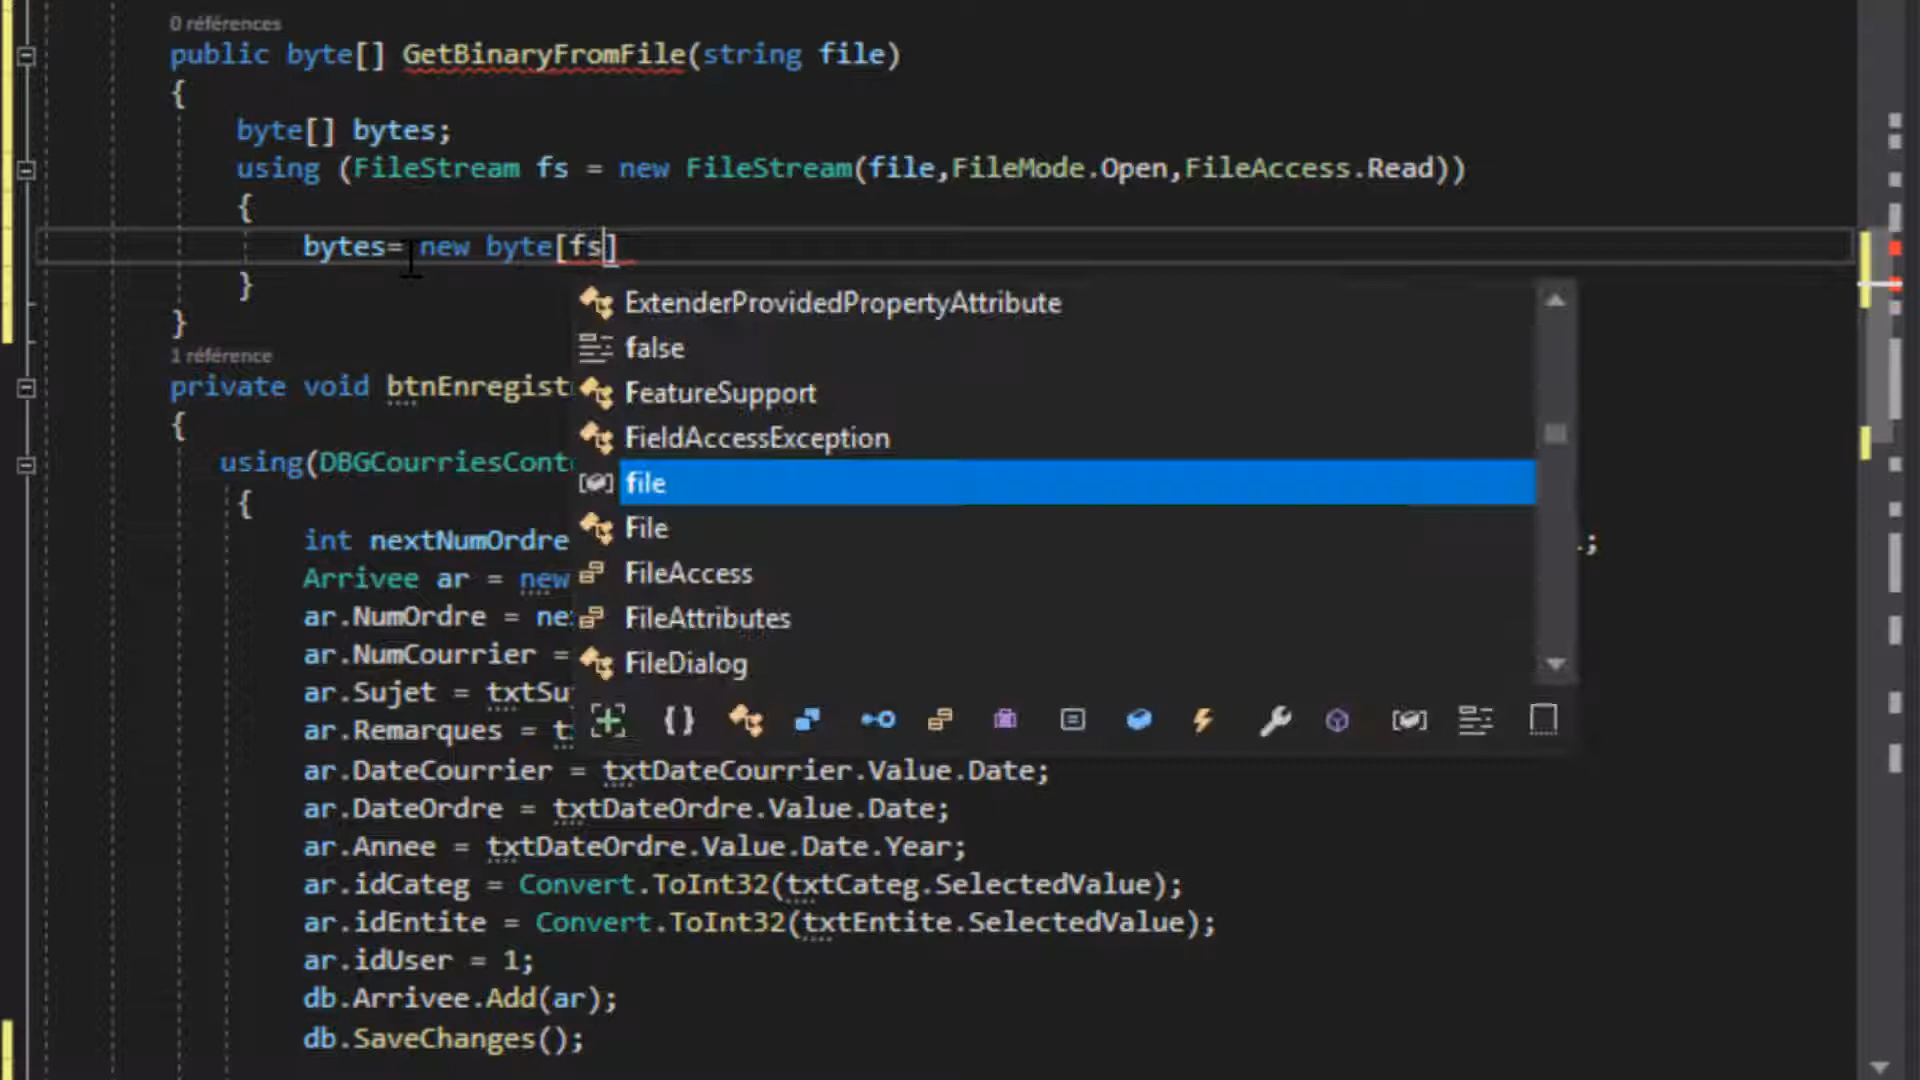 0 références
public byte[] GetBinaryFromFile(string file)
{
byte[] bytes;
using (FileStream fs = new FileStream(file,FileMode.Open,FileAccess.Read))
{
bytes= new byte[fs]
}
}
1 référence
private void btnEnregist
{
using(DBGCourriesConte
{
int nextNumOrdre .;
Arrivee ar = new
ar.NumOrdre = nex
ar.NumCourrier =
ar.Sujet = txtSu
ar.Remarques = t
ar.DateCourrier = txtDateCourrier.Value.Date;
ar.DateOrdre = txtDateOrdre.Value.Date;
ar.Annee = txtDateOrdre.Value.Date.Year;
ar.idCateg = Convert.ToInt32(txtCateg.SelectedValue);
ar.idEntite = Convert.ToInt32(txtEntite.SelectedValue);
ar.idUser = 1;
db.Arrivee.Add(ar);
db.SaveChanges();
ExtenderProvidedPropertyAttribute
false
FeatureSupport
FieldAccessException
file
File
FileAccess
FileAttributes
FileDialog